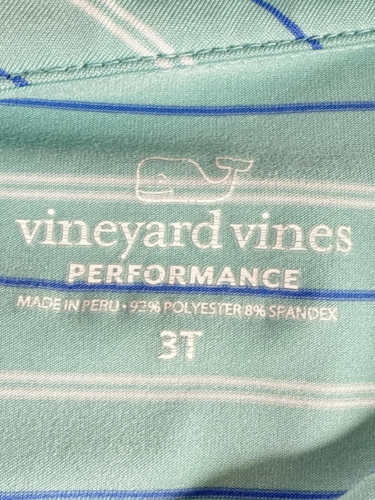 vineyard vines
PERFORMANCE
MADE IN PERU • 92% POLYESTER 8% SPANDEX
3T